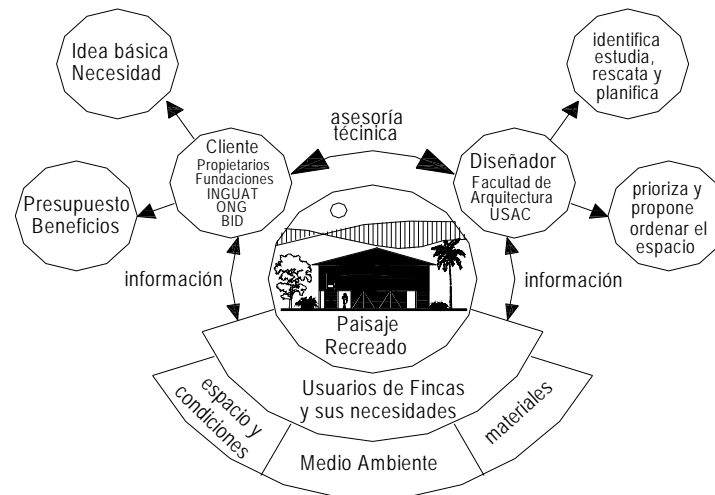 Idea básica
Necesidad
identifica
estudia,
rescata y
planifica
asesoría
técnica
Cliente
Propietarios
Fundaciones
INGUAT
ONG
BID
Diseñador
Facultad de
Arquitectura
USAC
Presupuesto
Beneficios
prioriza y
propone
ordenar el
espacio
información
información
Paisaje
Recreado
Usuarios de Fincas
y sus necesidades
espacio y
condiciones
Medio Ambiente
materiales